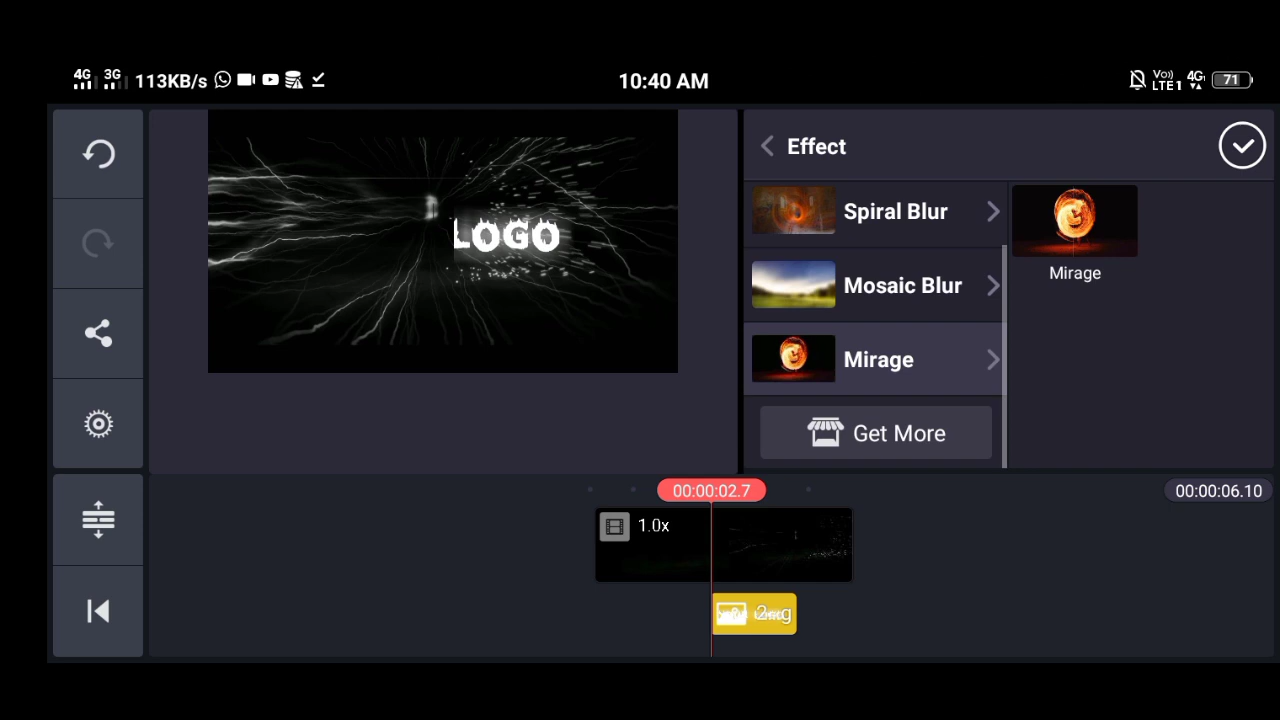 4G 3G 113KB/s 10:40 AM Vo)) LTE1 4G 71
Effect
LOGO
Spiral Blur
Mirage
Mosaic Blur
Mirage
Get More
00:00:02.7 00:00:06.10
1.0x